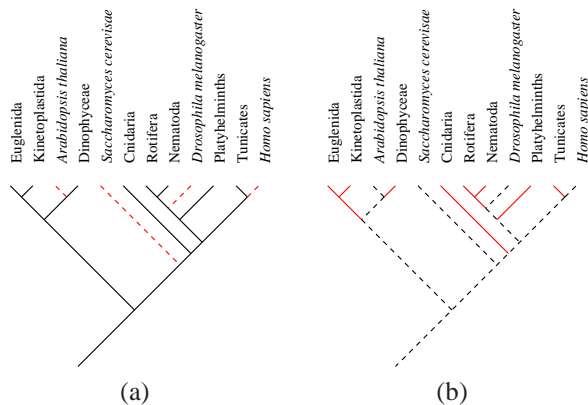 Euglenida
Kinetoplastida
Arabidopsis thaliana
Dinophyceae
Saccharomyces cerevisae
Cnidaria
Rotifera
Nematoda
Drosophila melanogaster
Platyhelminths
Tunicates
Homo sapiens
Euglenida
Kinetoplastida
Arabidopsis thaliana
Dinophyceae
Saccharomyces cerevisae
Cnidaria
Rotifera
Nematoda
Drosophila melanogaster
Platyhelminths
Tunicates
Homo sapiens
(a)
(b)